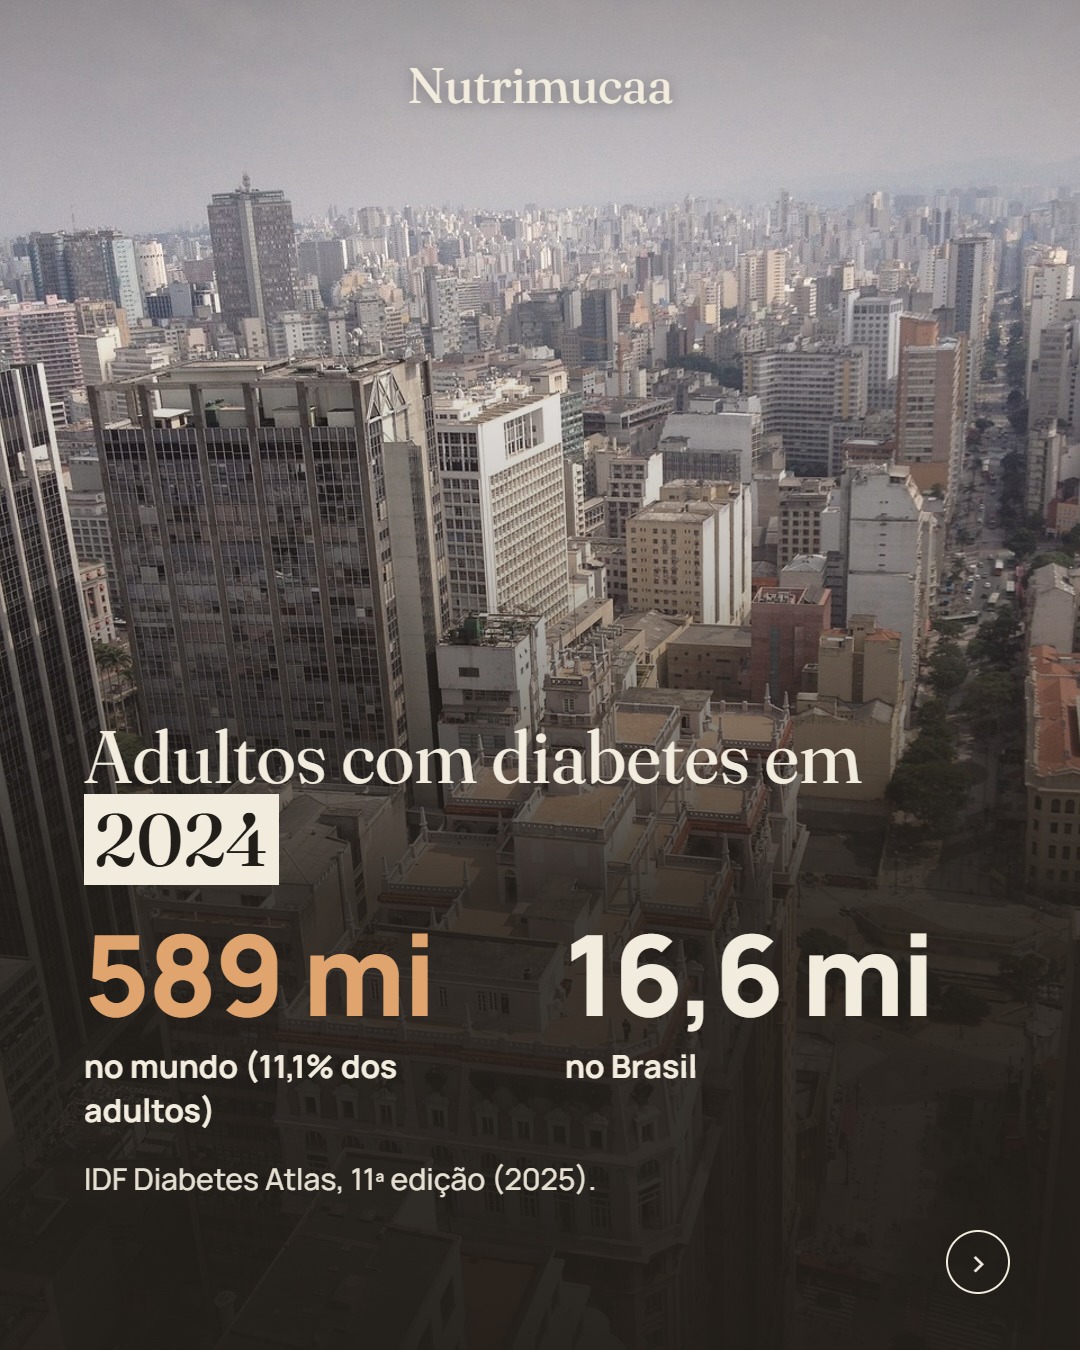 Nutrimucaa
Adultos com diabetes em
2024
589 mi
no mundo (11,1% dos
adultos)
16,6 mi
no Brasil
IDF Diabetes Atlas, 11ª edição (2025).